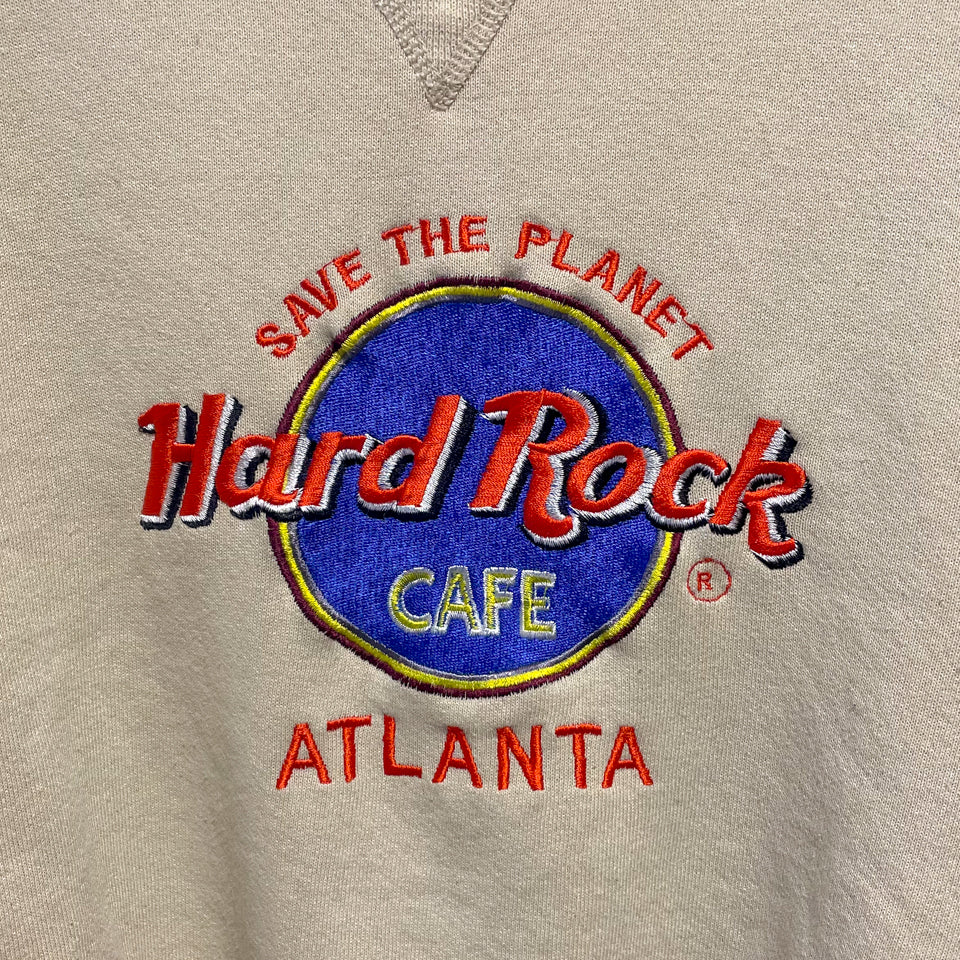 SAVE THE PLANET
Hard Rock
CAFE
®
ATLANTA